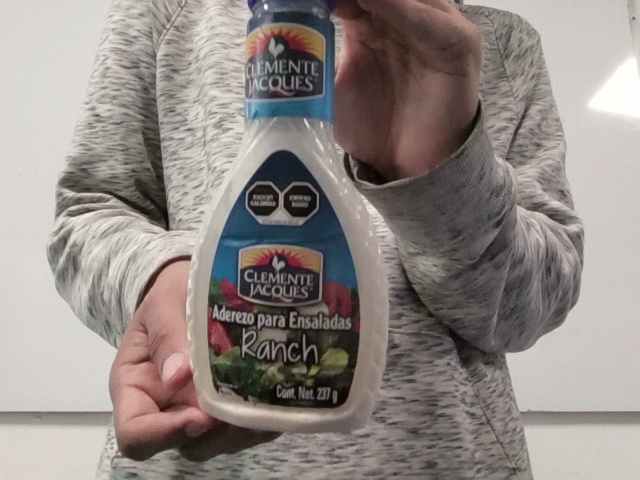 CLEMENTE
JACQUES
EXCESO CALORÍAS
EXCESO SODIO
CLEMENTE
JACQUES
Aderezo para Ensaladas
Ranch
Cont. Net. 237 g